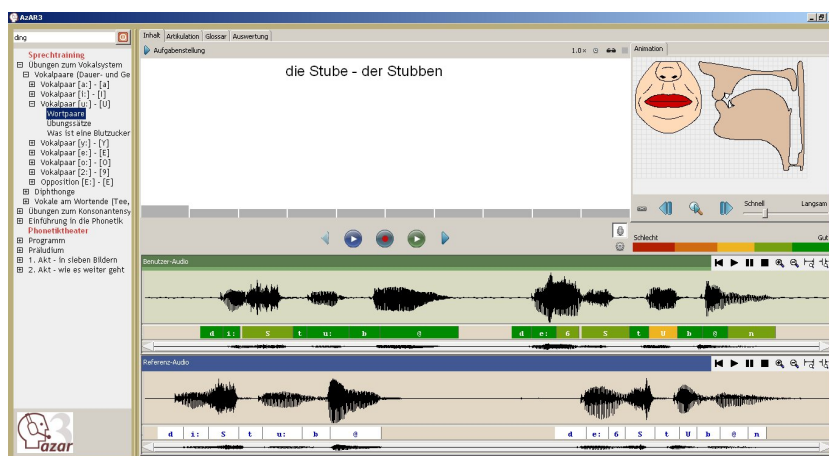 AzAR3
ding
Sprechtraining
Übungen zum Vokalsystem
Vokalpaare (Dauer- und Ge
Vokalpaar [a:] - [a]
Vokalpaar [i:] - [I]
Vokalpaar [u:] - [U]
Wortpaare
Übungssätze
Was ist eine Blutzucker
Vokalpaar [y:] - [Y]
Vokalpaar [e:] - [E]
Vokalpaar [o:] - [O]
Vokalpaar [2:] - [9]
Opposition [E:] - [E]
Diphthonge
Vokale am Wortende (Tee,
Übungen zum Konsonantensy
Einführung in die Phonetik
Phonetiktheater
Programm
Präludium
1. Akt - in sieben Bildern
2. Akt - wie es weiter geht
3
azar
Inhalt Artikulation Glossar Auswertung
Aufgabenstellung
1.0×
die Stube - der Stubben
Animation
Schnell Langsam
Schlecht Gut
Benutzer-Audio
d i: S t u: b @ d e: 6 S t U b @ n
Referenz-Audio
d i: S t u: b @ d e: 6 S t U b @ n